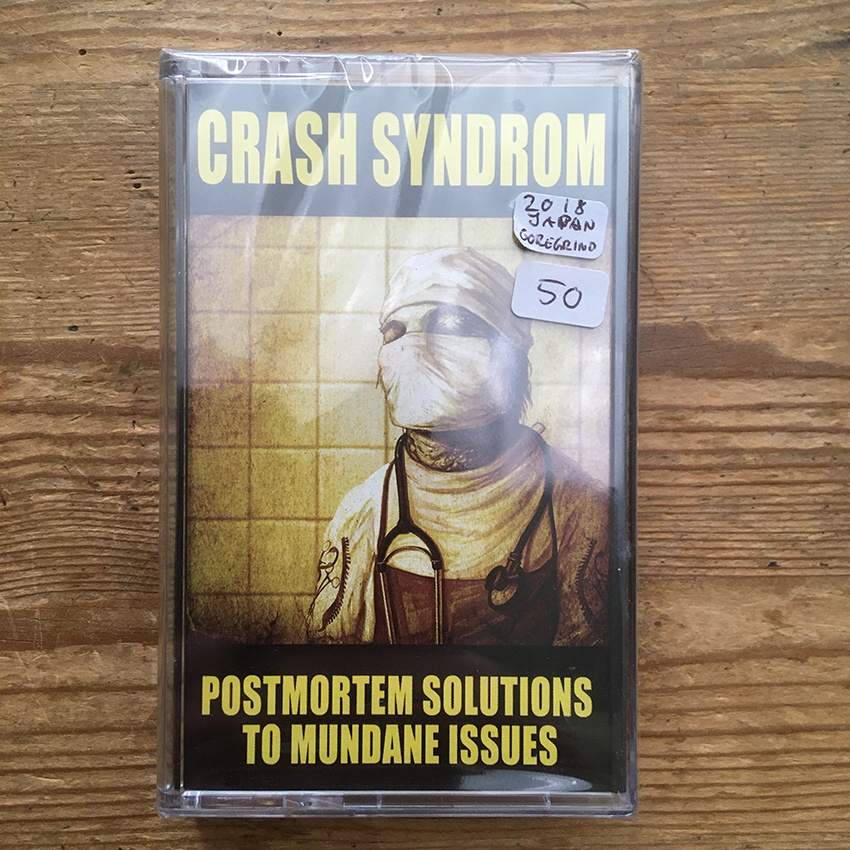 CRASH SYNDROM
2018
JAPAN
GOREGRIND
50
POSTMORTEM SOLUTIONS
TO MUNDANE ISSUES